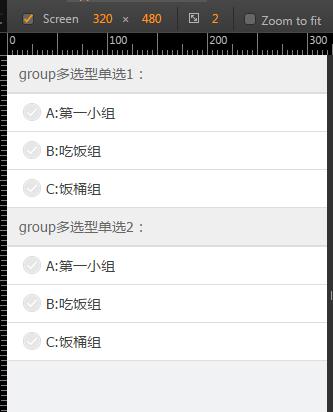 Screen 320 × 480 2 Zoom to fit
0 100 200 300
group多选型单选1：
A:第一小组
B:吃饭组
C:饭桶组
group多选型单选2：
A:第一小组
B:吃饭组
C:饭桶组